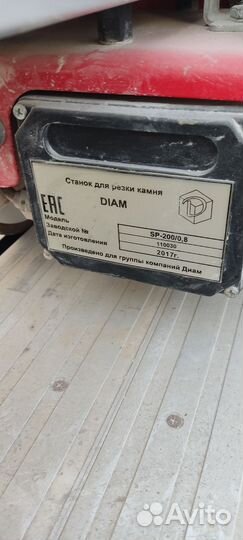 Станок для резки камня
EAC
DIAM
Модель SP-200/0,8
Заводской № 110030
Дата изготовления 2017г.
Произведено для группы компаний Диам
Avito